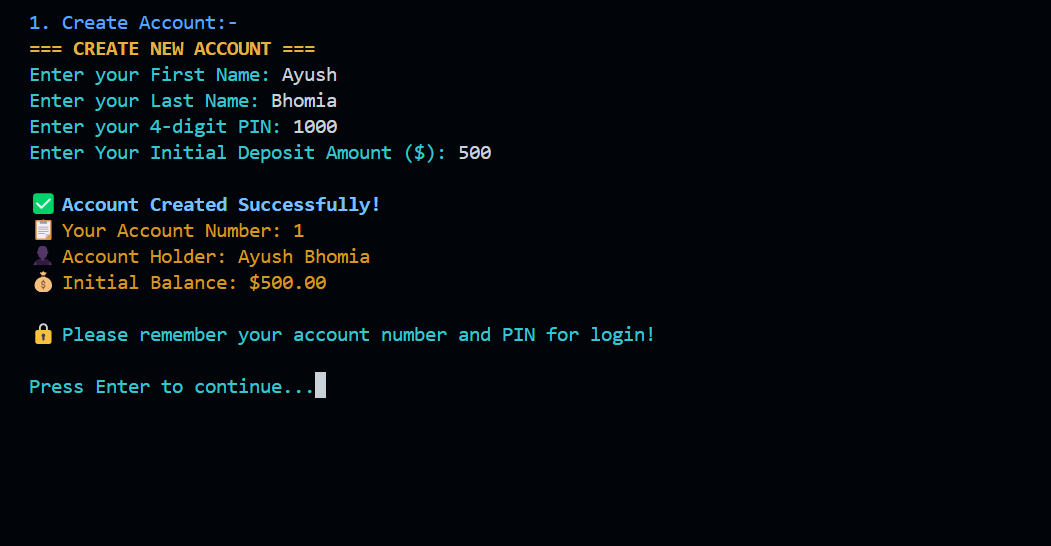 1. Create Account:-
=== CREATE NEW ACCOUNT ===
Enter your First Name: Ayush
Enter your Last Name: Bhomia
Enter your 4-digit PIN: 1000
Enter Your Initial Deposit Amount ($): 500
✅ Account Created Successfully!
📋 Your Account Number: 1
👤 Account Holder: Ayush Bhomia
💰 Initial Balance: $500.00
🔒 Please remember your account number and PIN for login!
Press Enter to continue...